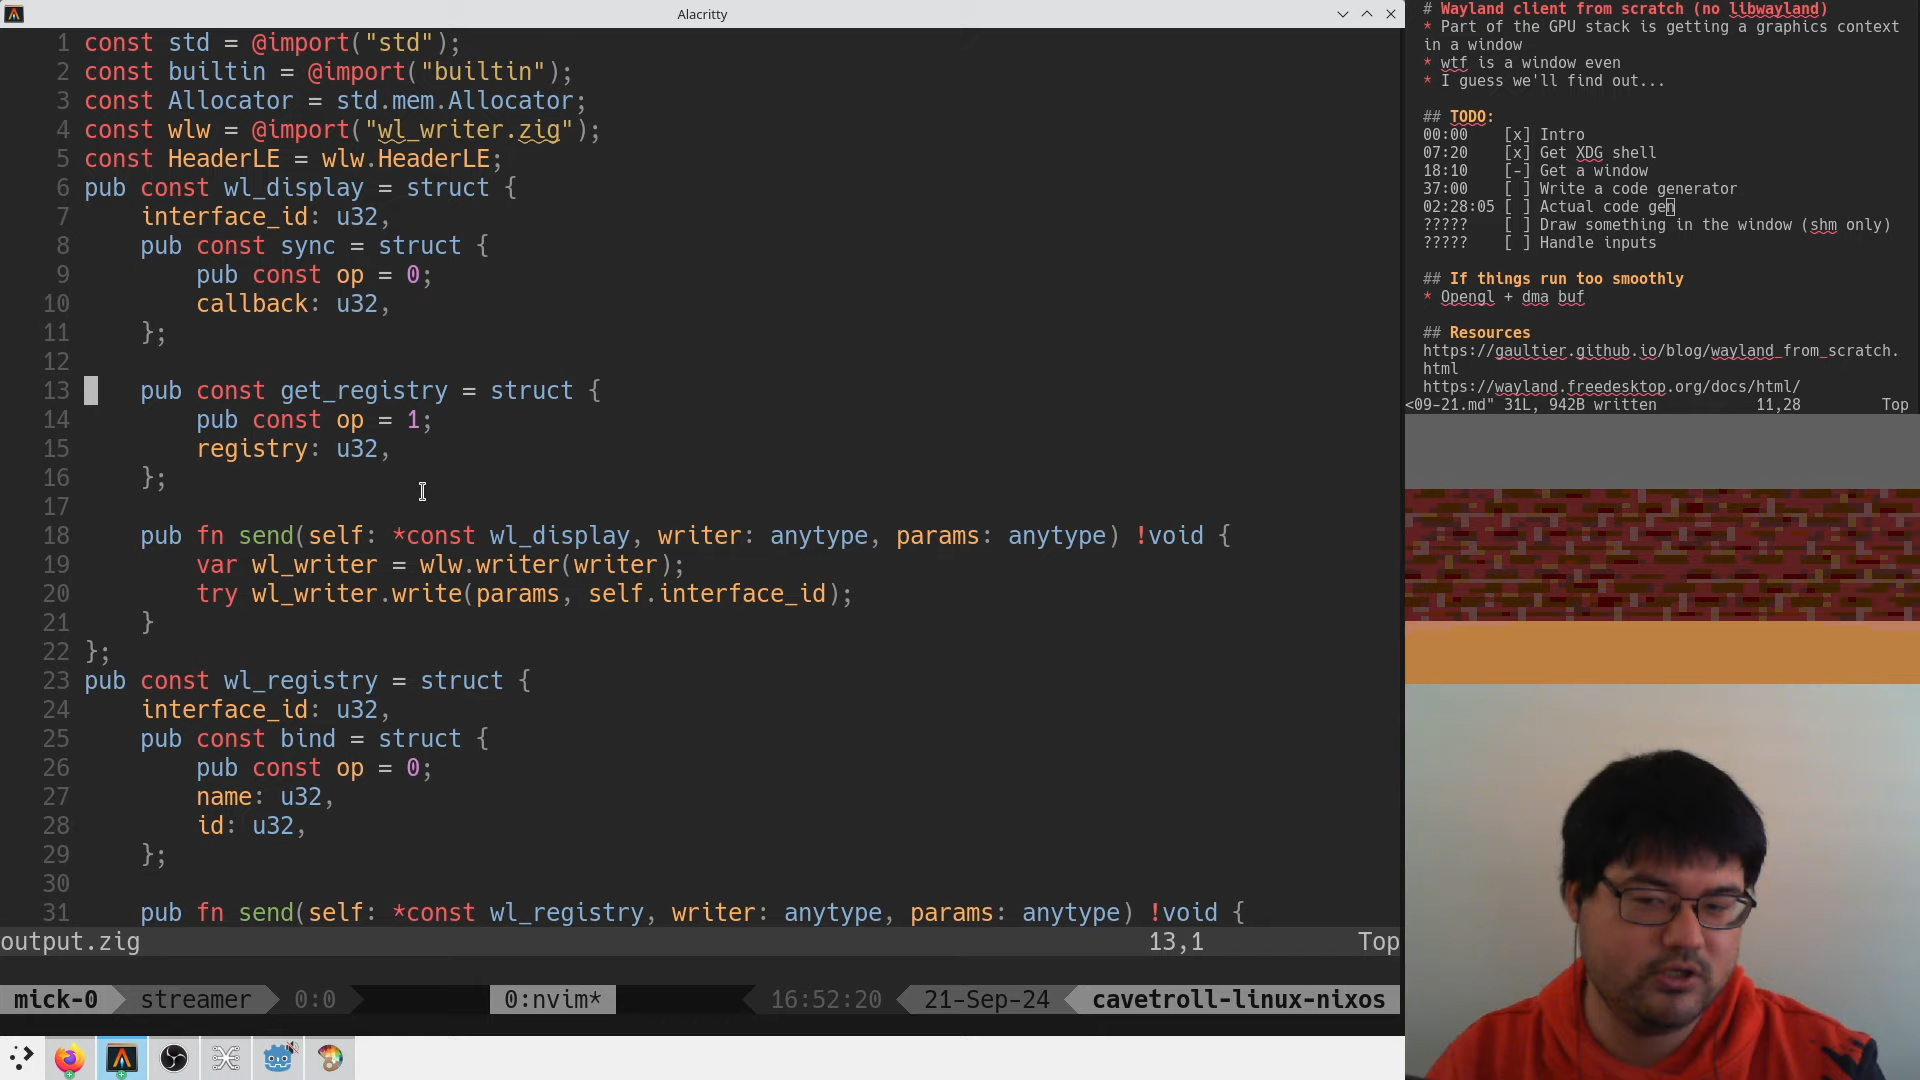 Alacritty
1 const std = @import("std");
2 const builtin = @import("builtin");
3 const Allocator = std.mem.Allocator;
4 const wlw = @import("wl_writer.zig");
5 const HeaderLE = wlw.HeaderLE;
6 pub const wl_display = struct {
7     interface_id: u32,
8     pub const sync = struct {
9         pub const op = 0;
10         callback: u32,
11     };
12
13     pub const get_registry = struct {
14         pub const op = 1;
15         registry: u32,
16     };
17
18     pub fn send(self: *const wl_display, writer: anytype, params: anytype) !void {
19         var wl_writer = wlw.writer(writer);
20         try wl_writer.write(params, self.interface_id);
21     }
22 };
23 pub const wl_registry = struct {
24     interface_id: u32,
25     pub const bind = struct {
26         pub const op = 0;
27         name: u32,
28         id: u32,
29     };
30
31     pub fn send(self: *const wl_registry, writer: anytype, params: anytype) !void {
output.zig 13,1 Top
mick-0 streamer 0:0 0:nvim* 16:52:20 21-Sep-24 cavetroll-linux-nixos
# Wayland client from scratch (no libwayland)
* Part of the GPU stack is getting a graphics context
in a window
* wtf is a window even
* I guess we'll find out...
## TODO:
00:00 [x] Intro
07:20 [x] Get XDG shell
18:10 [-] Get a window
37:00 [ ] Write a code generator
02:28:05 [ ] Actual code gen
????? [ ] Draw something in the window (shm only)
????? [ ] Handle inputs
## If things run too smoothly
* Opengl + dma buf
## Resources
https://gaultier.github.io/blog/wayland_from_scratch.
html
https://wayland.freedesktop.org/docs/html/
<09-21.md" 31L, 942B written 11,28 Top